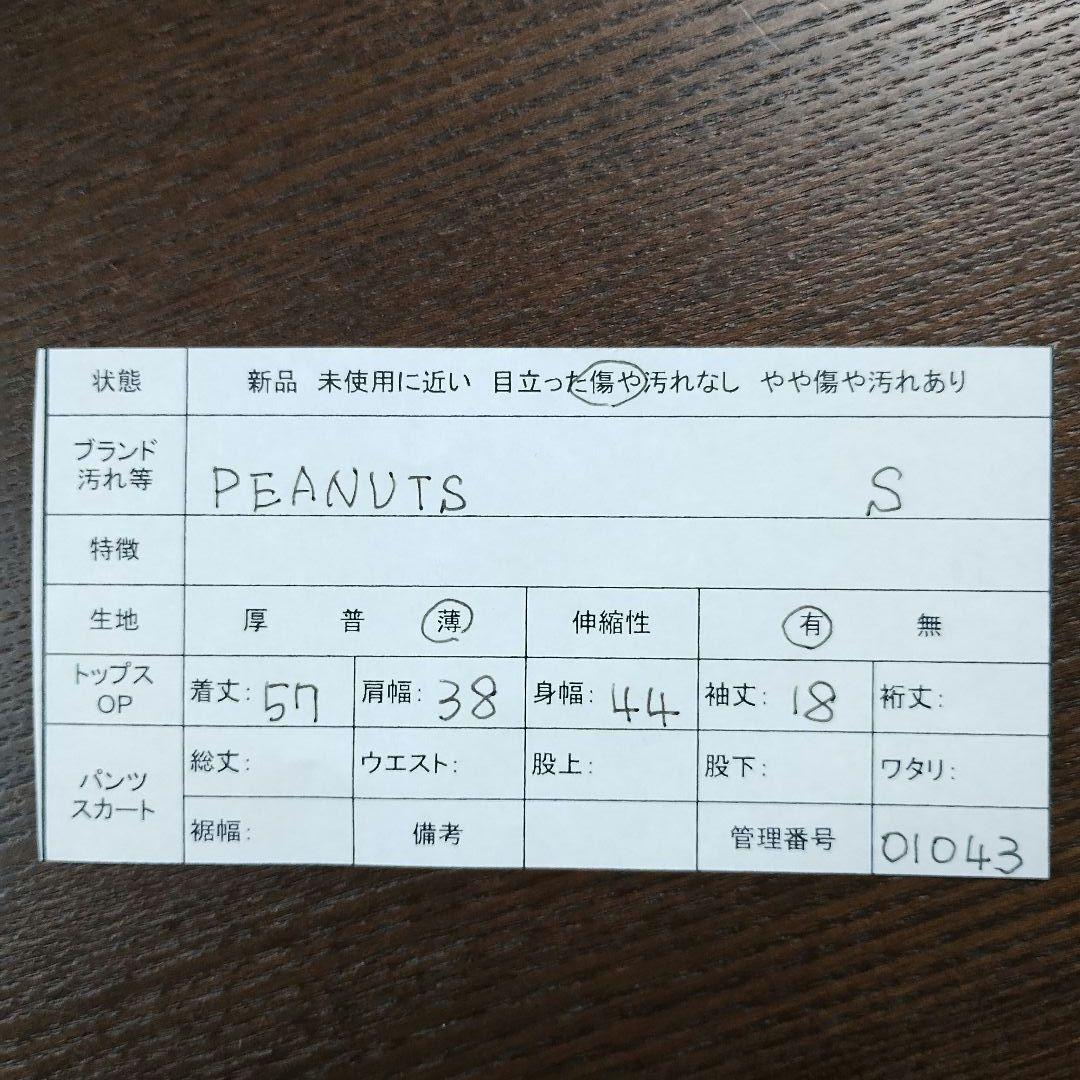 状態 新品 未使用に近い 目立った傷や汚れなし やや傷や汚れあり
ブランド
汚れ等 PEANUTS S
特徴
生地 厚 普 薄 伸縮性 有 無
トップス
OP 着丈: 57 肩幅: 38 身幅: 44 袖丈: 18 裄丈:
パンツ
スカート
総丈: ウエスト: 股上: 股下: ワタリ:
裾幅: 備考 管理番号 01043